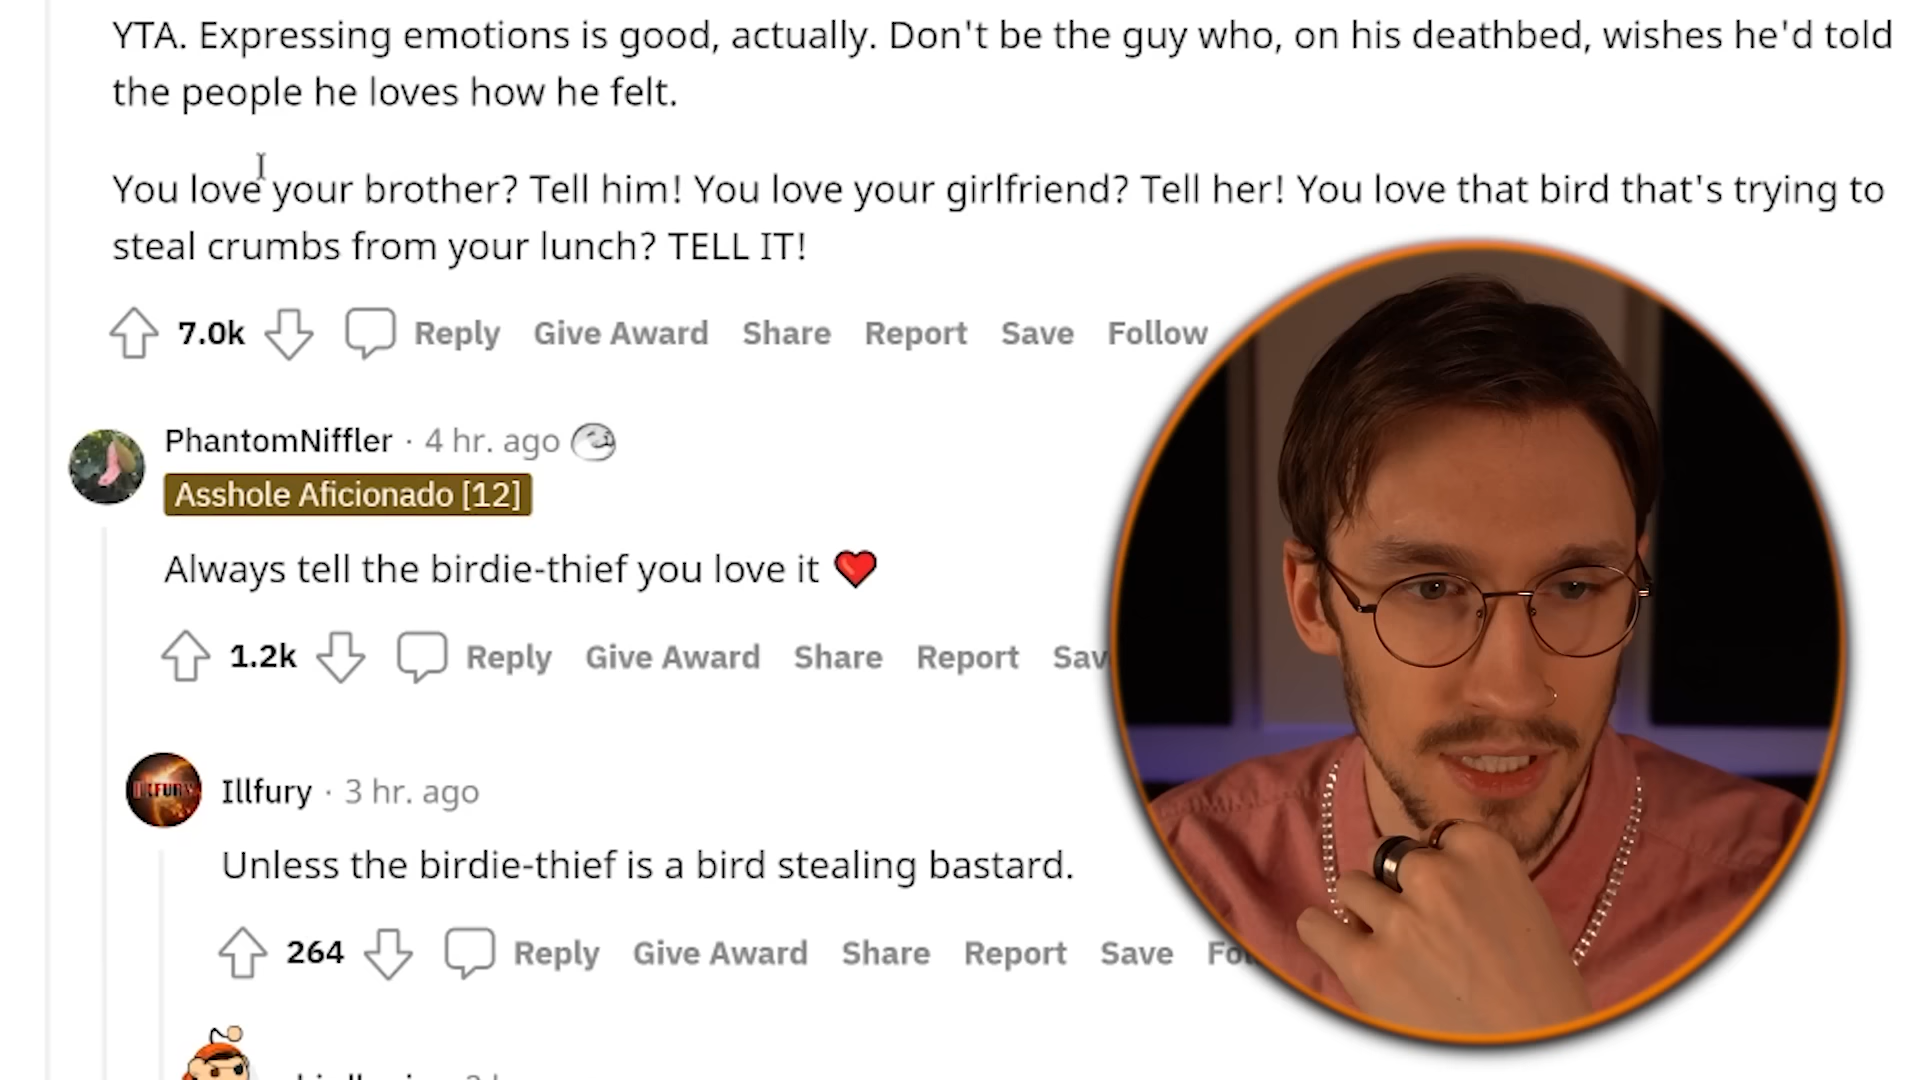 YTA. Expressing emotions is good, actually. Don't be the guy who, on his deathbed, wishes he'd told
the people he loves how he felt.
You love your brother? Tell him! You love your girlfriend? Tell her! You love that bird that's trying to
steal crumbs from your lunch? TELL IT!
7.0k Reply Give Award Share Report Save Follow
PhantomNiffler · 4 hr. ago
Asshole Aficionado [12]
Always tell the birdie-thief you love it ❤️
1.2k Reply Give Award Share Report Sav
ILLFURY
Illfury · 3 hr. ago
Unless the birdie-thief is a bird stealing bastard.
264 Reply Give Award Share Report Save Fo